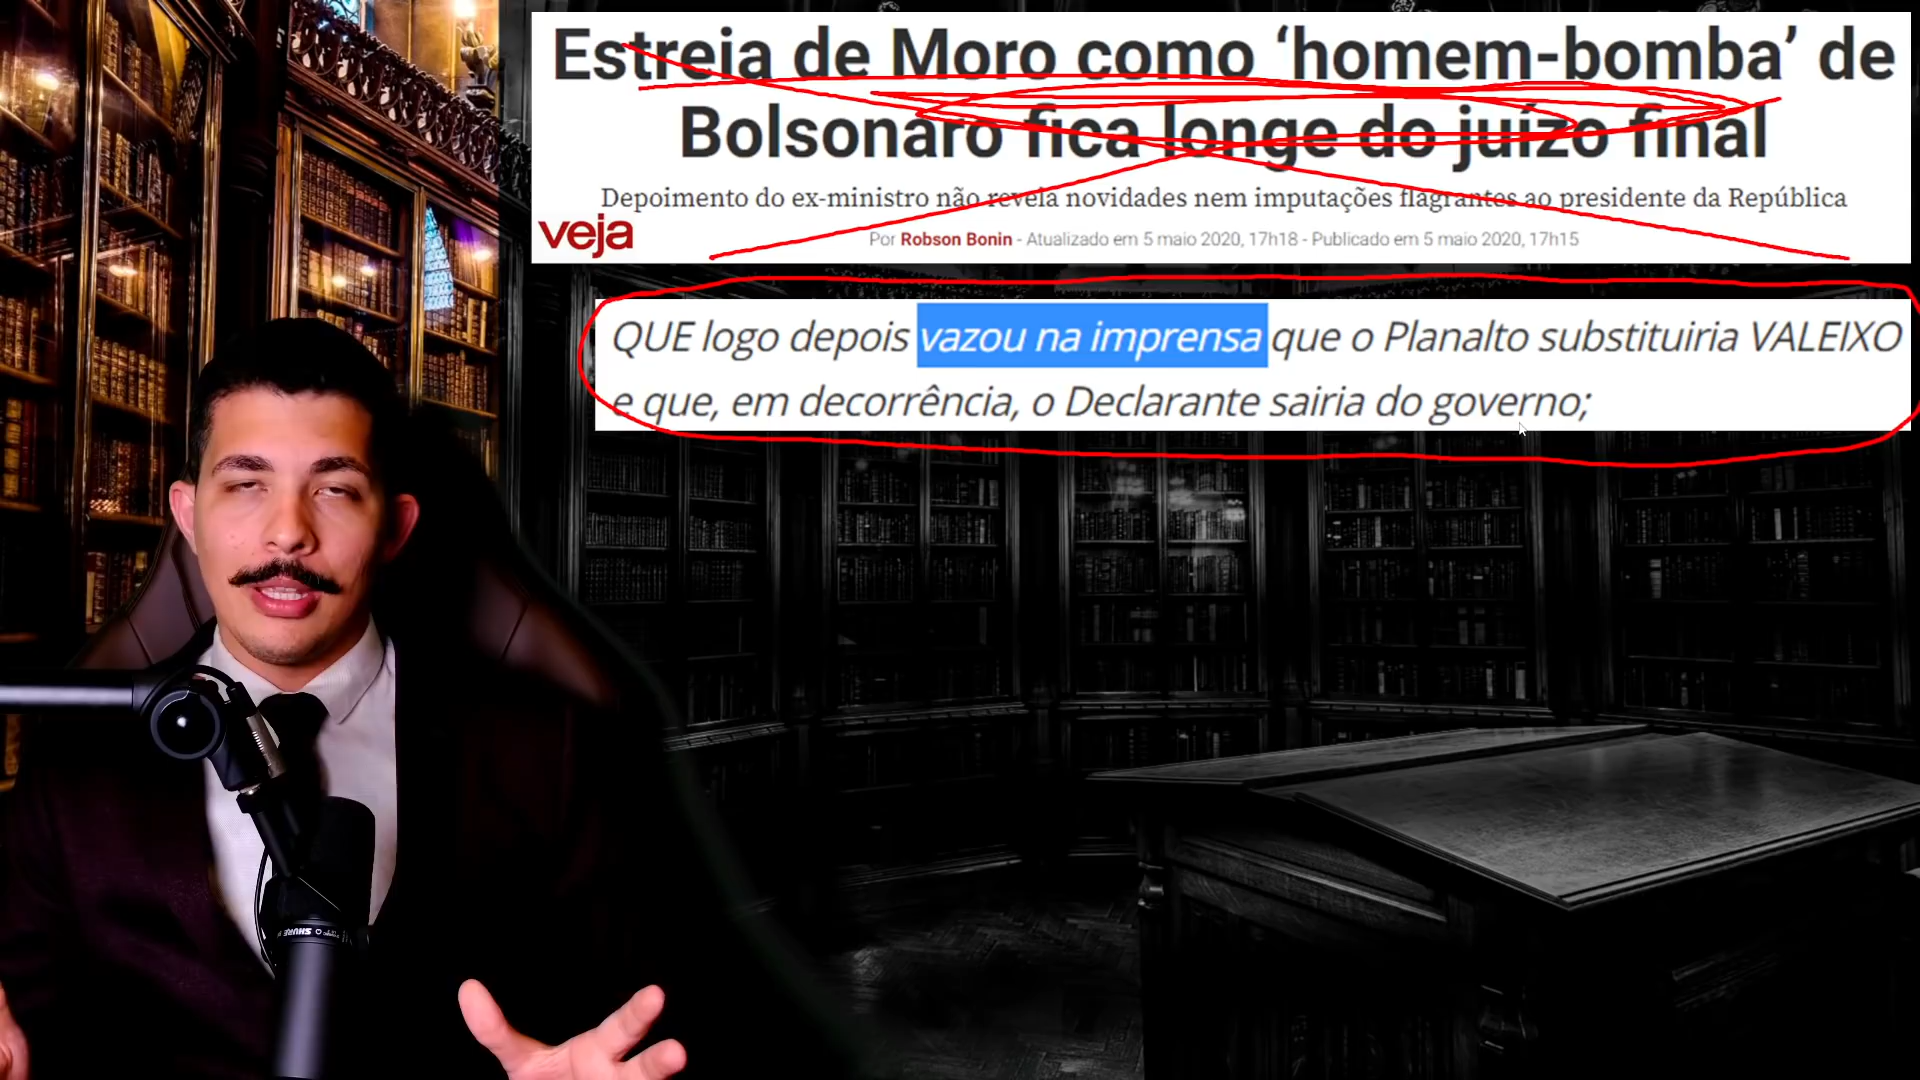 Estreia de Moro como ‘homem-bomba’ de
Bolsonaro fica longe do juízo final
Depoimento do ex-ministro não revela novidades nem imputações flagrantes ao presidente da República
veja
Por Robson Bonin - Atualizado em 5 maio 2020, 17h18 - Publicado em 5 maio 2020, 17h15
QUE logo depois vazou na imprensa que o Planalto substituiria VALEIXO
e que, em decorrência, o Declarante sairia do governo;
SHURE